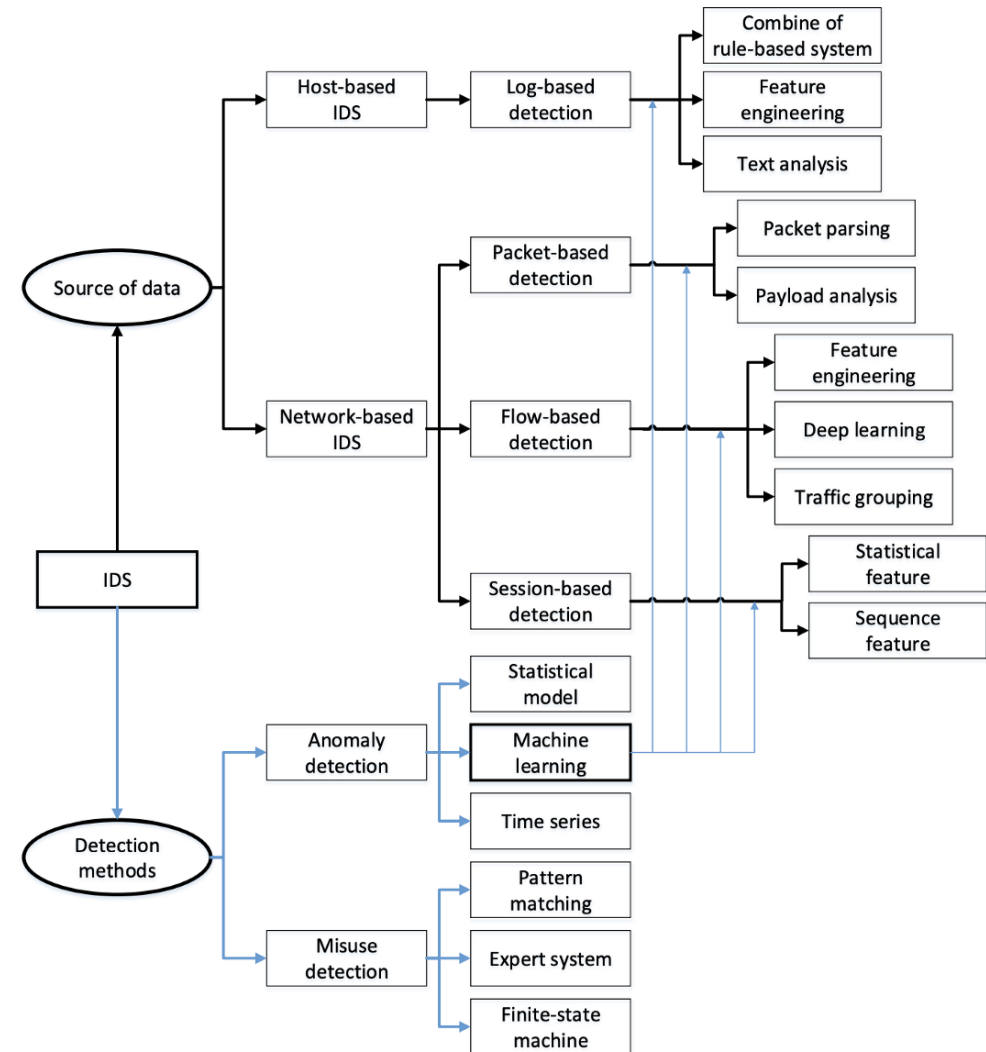 Combine of
rule-based system
Host-based
IDS
Log-based
detection
Feature
engineering
Text analysis
Packet parsing
Packet-based
detection
Source of data
Payload analysis
Feature
engineering
Network-based
IDS
Flow-based
detection
Deep learning
Traffic grouping
IDS
Statistical
feature
Session-based
detection
Sequence
feature
Statistical
model
Anomaly
detection
Machine
learning
Time series
Detection
methods
Pattern
matching
Misuse
detection
Expert system
Finite-state
machine